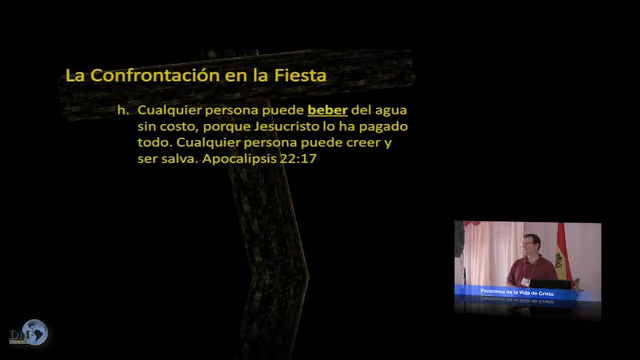 La Confrontación en la Fiesta
h. Cualquier persona puede beber del agua
sin costo, porque Jesucristo lo ha pagado
todo. Cualquier persona puede creer y
ser salva. Apocalipsis 22:17
Panorama de la Vida de Cristo
DM